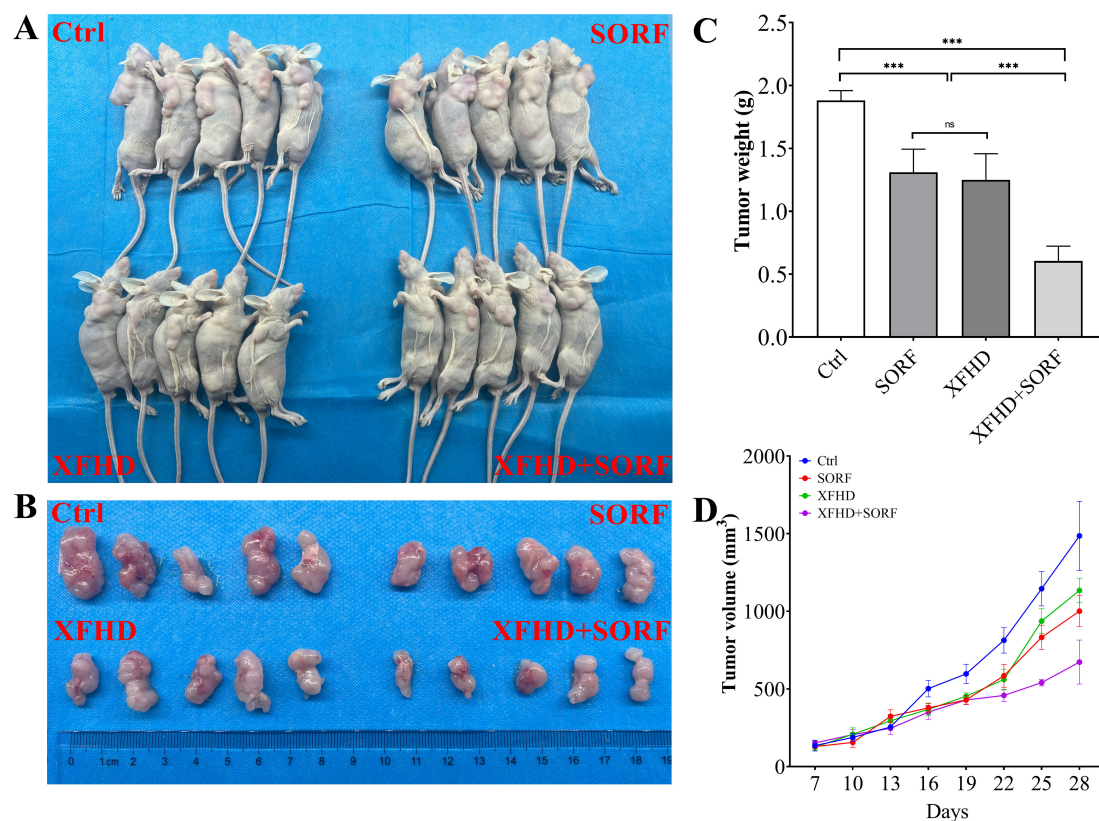 A
Ctrl
SORF
XFHD
XFHD+SORF
B
Ctrl
SORF
XFHD
XFHD+SORF
0 1cm 2 3 4 5 6 7 8 9 10 11 12 13 14 15 16 17 18 19
C
***
***
***
ns
Tumor weight (g)
2.5
2.0
1.5
1.0
0.5
0.0
Ctrl
SORF
XFHD
XFHD+SORF
D
Ctrl
SORF
XFHD
XFHD+SORF
Tumor volume (mm³)
2000
1500
1000
500
0
7 10 13 16 19 22 25 28
Days